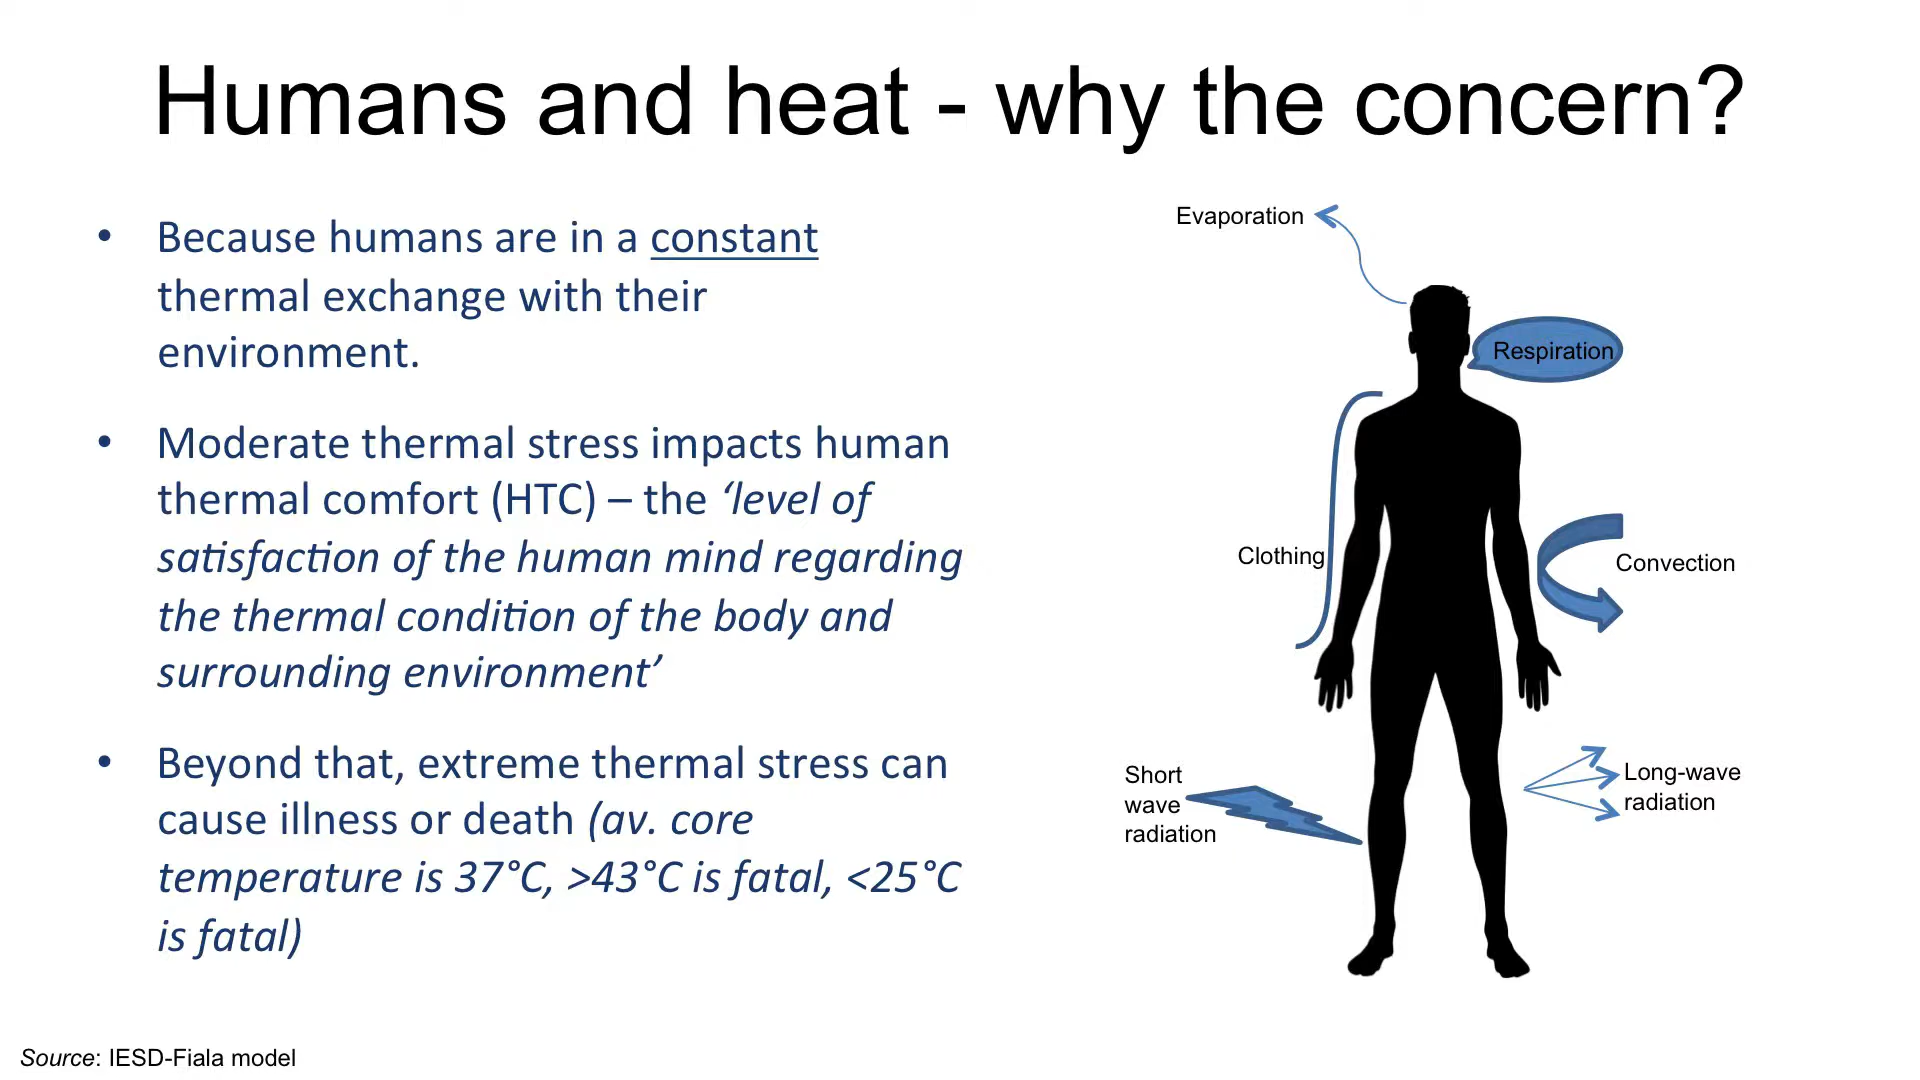 Humans and heat - why the concern?
• Because humans are in a constant
thermal exchange with their
environment.
• Moderate thermal stress impacts human
thermal comfort (HTC) – the ‘level of
satisfaction of the human mind regarding
the thermal condition of the body and
surrounding environment’
• Beyond that, extreme thermal stress can
cause illness or death (av. core
temperature is 37°C, >43°C is fatal, <25°C
is fatal)
Evaporation
Respiration
Clothing
Convection
Short
wave
radiation
Long-wave
radiation
Source: IESD-Fiala model